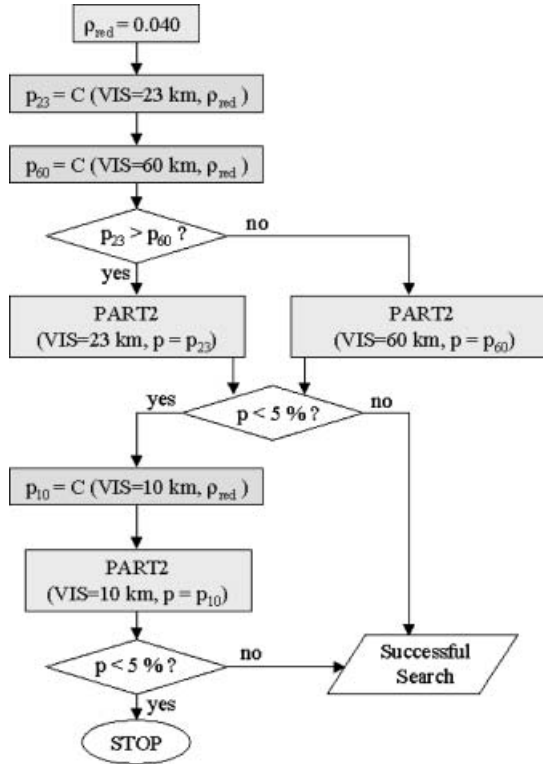 ρred = 0.040
p23 = C (VIS=23 km, ρred )
p60 = C (VIS=60 km, ρred )
p23 > p60 ?
no
yes
PART2
(VIS=23 km, p = p23)
PART2
(VIS=60 km, p = p60)
yes
p < 5 % ?
no
p10 = C (VIS=10 km, ρred )
PART2
(VIS=10 km, p = p10)
p < 5 % ?
no
Successful
Search
yes
STOP